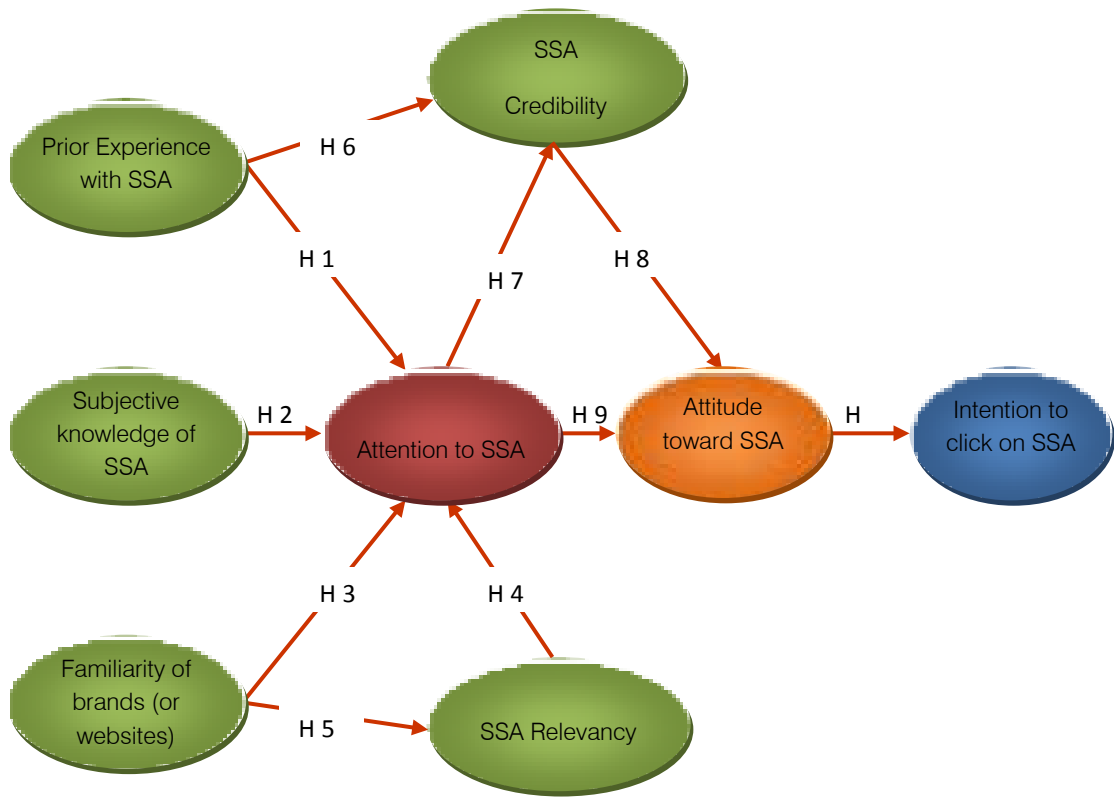 SSA
Credibility
Prior Experience
with SSA
H 6
H 1
H 7
H 8
Subjective
knowledge of
SSA
H 2
Attention to SSA
H 9
Attitude
toward SSA
H
Intention to
click on SSA
H 3
H 4
Familiarity of
brands (or
websites)
H 5
SSA Relevancy